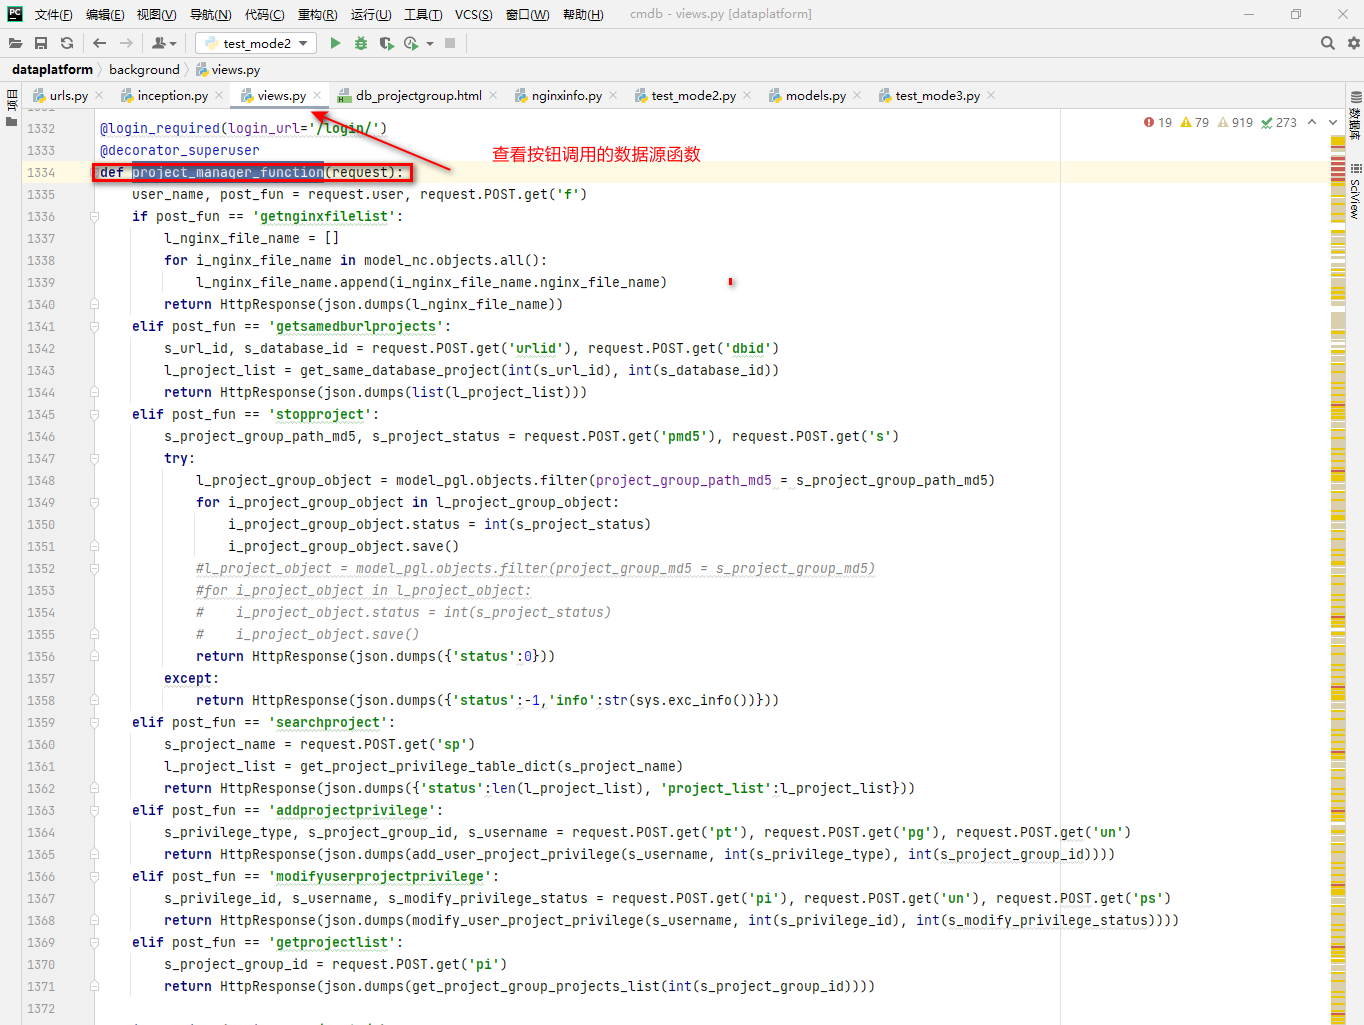 PC 文件(F) 编辑(E) 视图(V) 导航(N) 代码(C) 重构(R) 运行(U) 工具(T) VCS(S) 窗口(W) 帮助(H) cmdb - views.py [dataplatform]
test_mode2
dataplatform background views.py
urls.py inception.py views.py db_projectgroup.html nginxinfo.py test_mode2.py models.py test_mode3.py
项目
数据库
SciView
19 79 919 273
查看按钮调用的数据源函数
1332 @login_required(login_url='/login/')
1333 @decorator_superuser
1334 def project_manager_function(request):
1335 user_name, post_fun = request.user, request.POST.get('f')
1336 if post_fun == 'getnginxfilelist':
1337 l_nginx_file_name = []
1338 for i_nginx_file_name in model_nc.objects.all():
1339 l_nginx_file_name.append(i_nginx_file_name.nginx_file_name)
1340 return HttpResponse(json.dumps(l_nginx_file_name))
1341 elif post_fun == 'getsamedburlprojects':
1342 s_url_id, s_database_id = request.POST.get('urlid'), request.POST.get('dbid')
1343 l_project_list = get_same_database_project(int(s_url_id), int(s_database_id))
1344 return HttpResponse(json.dumps(list(l_project_list)))
1345 elif post_fun == 'stopproject':
1346 s_project_group_path_md5, s_project_status = request.POST.get('pmd5'), request.POST.get('s')
1347 try:
1348 l_project_group_object = model_pgl.objects.filter(project_group_path_md5 = s_project_group_path_md5)
1349 for i_project_group_object in l_project_group_object:
1350 i_project_group_object.status = int(s_project_status)
1351 i_project_group_object.save()
1352 #l_project_object = model_pgl.objects.filter(project_group_md5 = s_project_group_md5)
1353 #for i_project_object in l_project_object:
1354 # i_project_object.status = int(s_project_status)
1355 # i_project_object.save()
1356 return HttpResponse(json.dumps({'status':0}))
1357 except:
1358 return HttpResponse(json.dumps({'status':-1,'info':str(sys.exc_info())}))
1359 elif post_fun == 'searchproject':
1360 s_project_name = request.POST.get('sp')
1361 l_project_list = get_project_privilege_table_dict(s_project_name)
1362 return HttpResponse(json.dumps({'status':len(l_project_list), 'project_list':l_project_list}))
1363 elif post_fun == 'addprojectprivilege':
1364 s_privilege_type, s_project_group_id, s_username = request.POST.get('pt'), request.POST.get('pg'), request.POST.get('un')
1365 return HttpResponse(json.dumps(add_user_project_privilege(s_username, int(s_privilege_type), int(s_project_group_id))))
1366 elif post_fun == 'modifyuserprojectprivilege':
1367 s_privilege_id, s_username, s_modify_privilege_status = request.POST.get('pi'), request.POST.get('un'), request.POST.get('ps')
1368 return HttpResponse(json.dumps(modify_user_project_privilege(s_username, int(s_privilege_id), int(s_modify_privilege_status))))
1369 elif post_fun == 'getprojectlist':
1370 s_project_group_id = request.POST.get('pi')
1371 return HttpResponse(json.dumps(get_project_group_projects_list(int(s_project_group_id))))
1372